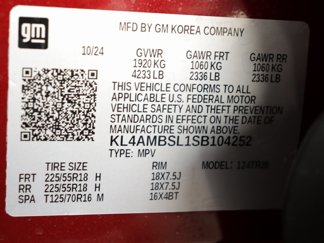 gm
MFD BY GM KOREA COMPANY
10/24 GVWR GAWR FRT GAWR RR
1920 KG 1060 KG 1060 KG
4233 LB 2336 LB 2336 LB
THIS VEHICLE CONFORMS TO ALL
APPLICABLE U.S. FEDERAL MOTOR
VEHICLE SAFETY AND THEFT PREVENTION
STANDARDS IN EFFECT ON THE DATE OF
MANUFACTURE SHOWN ABOVE.
KL4AMBSL1SB104252
TYPE: MPV MODEL:
TIRE SIZE RIM
FRT 225/55R18 H 18X7.5J
RR 225/55R18 H 18X7.5J
SPA T125/70R16 M 16X4BT